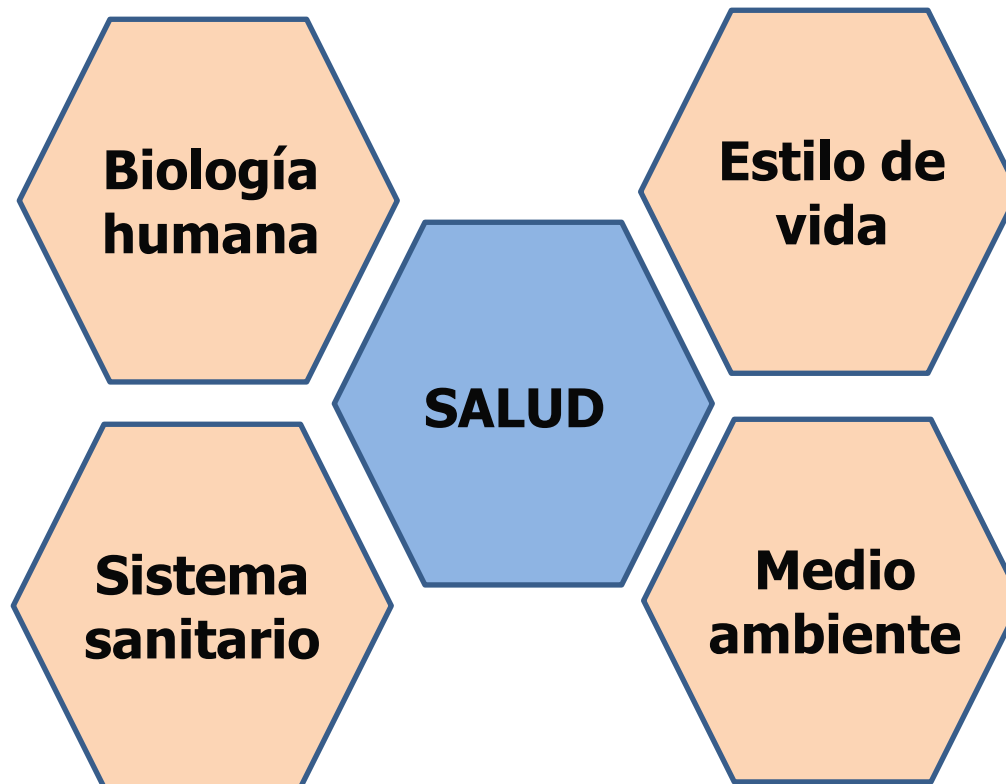 Biología
humana
Estilo de
vida
SALUD
Sistema
sanitario
Medio
ambiente